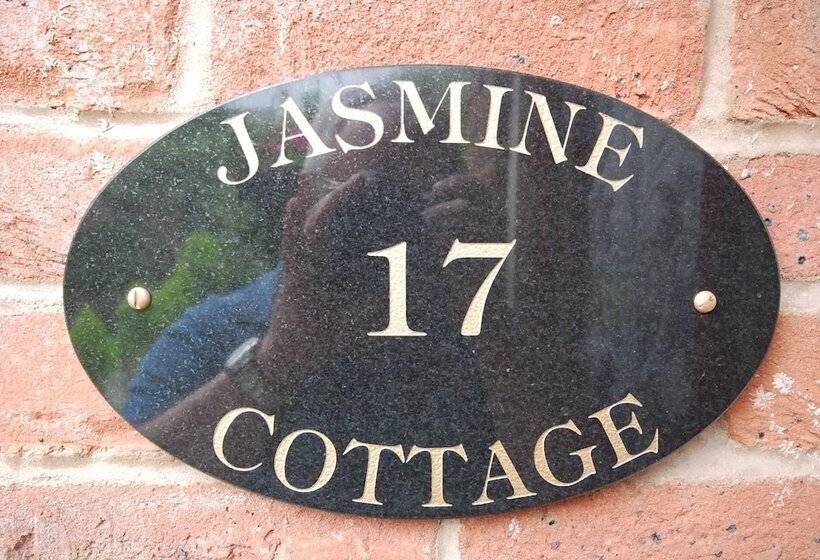 JASMINE
17
COTTAGE